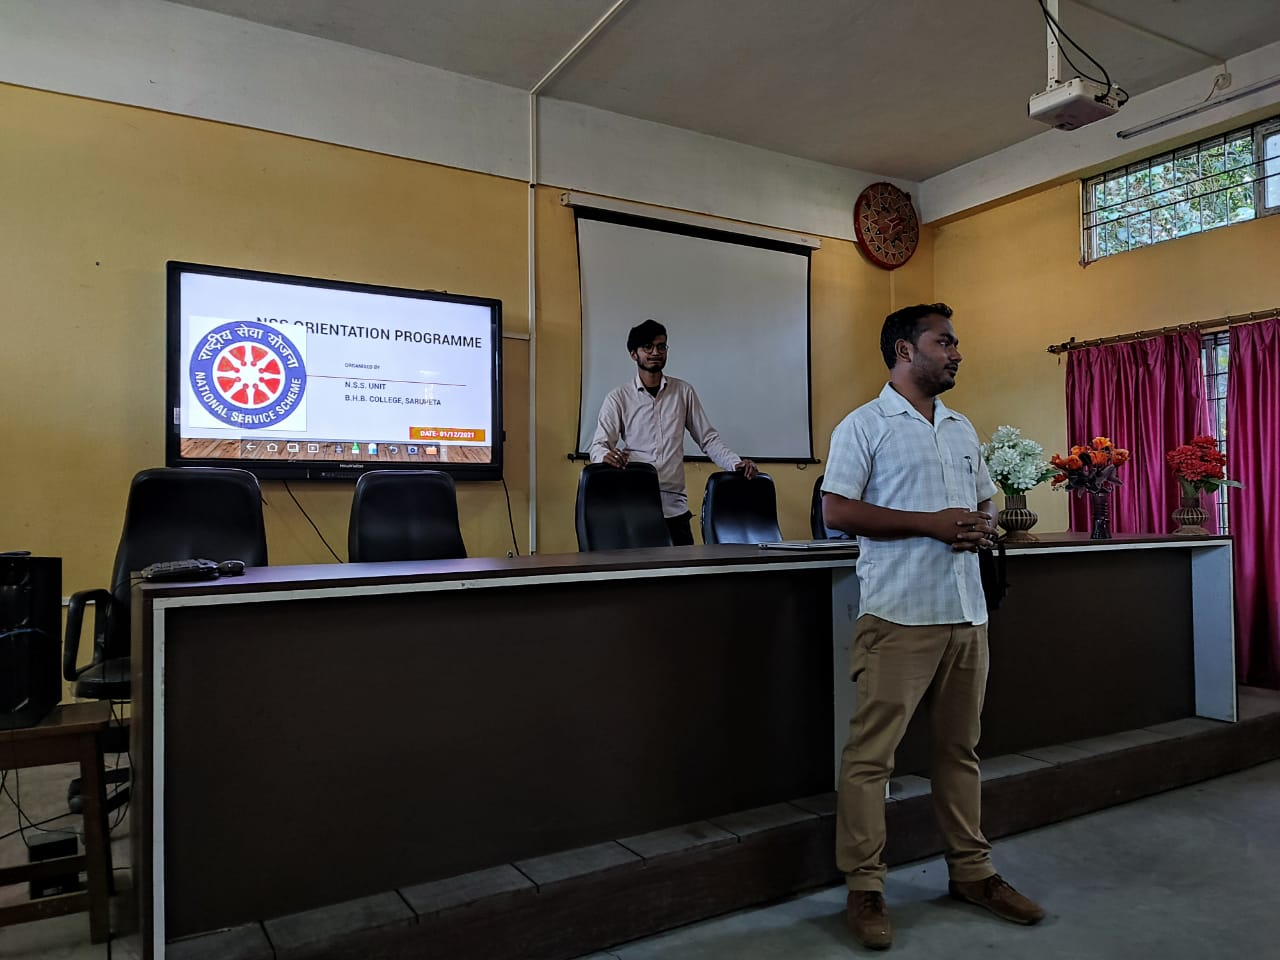 NSS ORIENTATION PROGRAMME
राष्ट्रीय सेवा योजना
NATIONAL SERVICE SCHEME
ORGANISED BY
N.S.S. UNIT
B.H.B. COLLEGE, SARUPETA
DATE- 01/12/2021